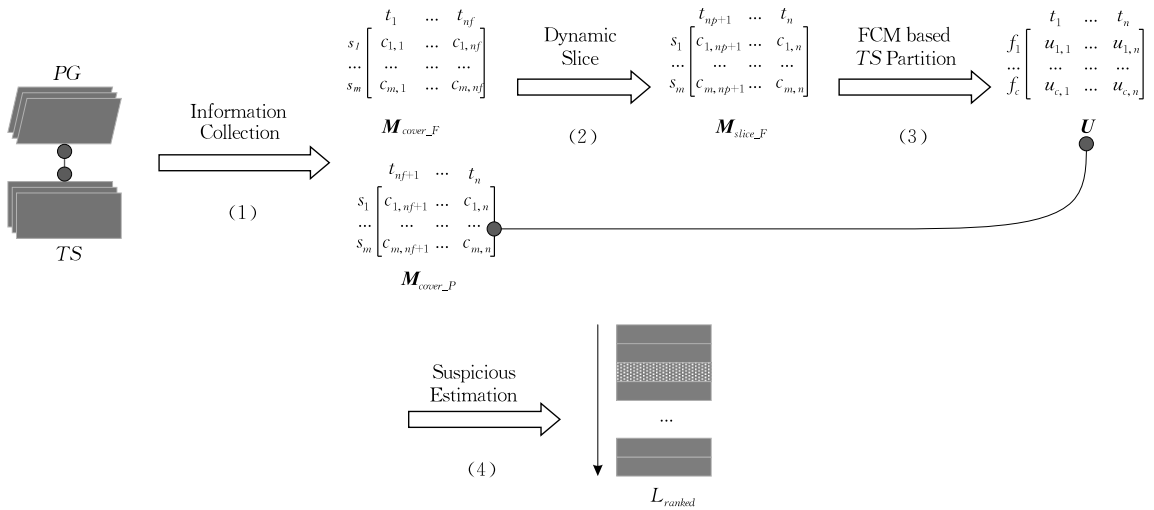 PG
TS
Information
Collection
(1)
t1 ... tnf
s1 c1,1 ... c1,nf
... ... ... ...
sm cm,1 ... cm,nf
Mcover_F
tnf+1 ... tn
s1 c1,nf+1 ... c1,n
... ... ... ...
sm cm,nf+1 ... cm,n
Mcover_P
Dynamic
Slice
(2)
tnp+1 ... tn
s1 c1,np+1 ... c1,n
... ... ... ...
sm cm,np+1 ... cm,n
Mslice_F
FCM based
TS Partition
(3)
t1 ... tn
f1 u1,1 ... u1,n
... ... ... ...
fc uc,1 ... uc,n
U
Suspicious
Estimation
(4)
...
Lranked